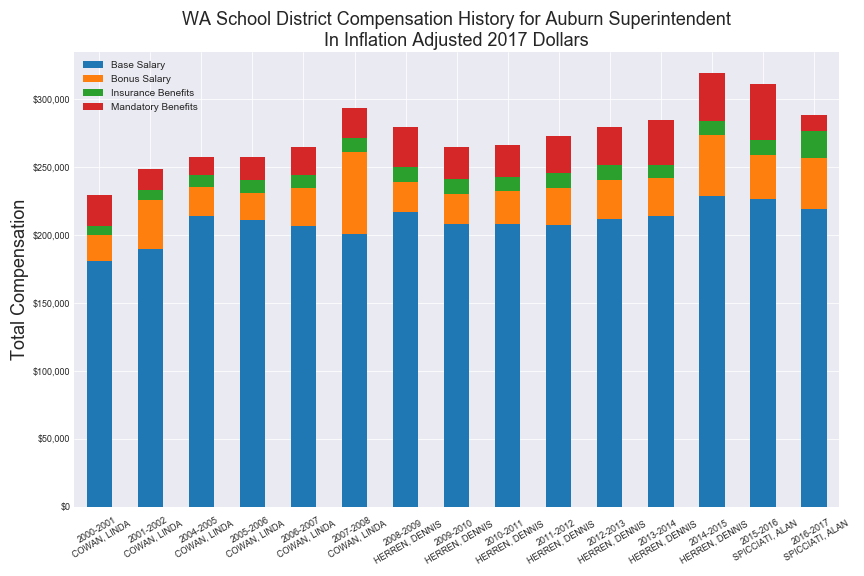 WA School District Compensation History for Auburn Superintendent
In Inflation Adjusted 2017 Dollars
Base Salary
Bonus Salary
Insurance Benefits
Mandatory Benefits
Total Compensation
$300,000
$250,000
$200,000
$150,000
$100,000
$50,000
$0
2000-2001
COWAN, LINDA
2001-2002
COWAN, LINDA
2004-2005
COWAN, LINDA
2005-2006
COWAN, LINDA
2006-2007
COWAN, LINDA
2007-2008
COWAN, LINDA
2008-2009
HERREN, DENNIS
2009-2010
HERREN, DENNIS
2010-2011
HERREN, DENNIS
2011-2012
HERREN, DENNIS
2012-2013
HERREN, DENNIS
2013-2014
HERREN, DENNIS
2014-2015
HERREN, DENNIS
2015-2016
SPICCIATI, ALAN
2016-2017
SPICCIATI, ALAN